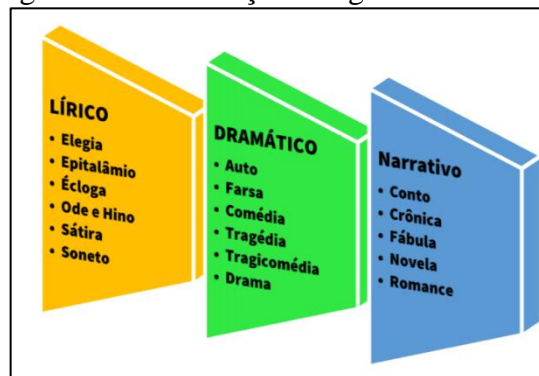 LÍRICO
• Elegia
• Epitalâmio
• Écloga
• Ode e Hino
• Sátira
• Soneto
DRAMÁTICO
• Auto
• Farsa
• Comédia
• Tragédia
• Tragicomédia
• Drama
Narrativo
• Conto
• Crônica
• Fábula
• Novela
• Romance